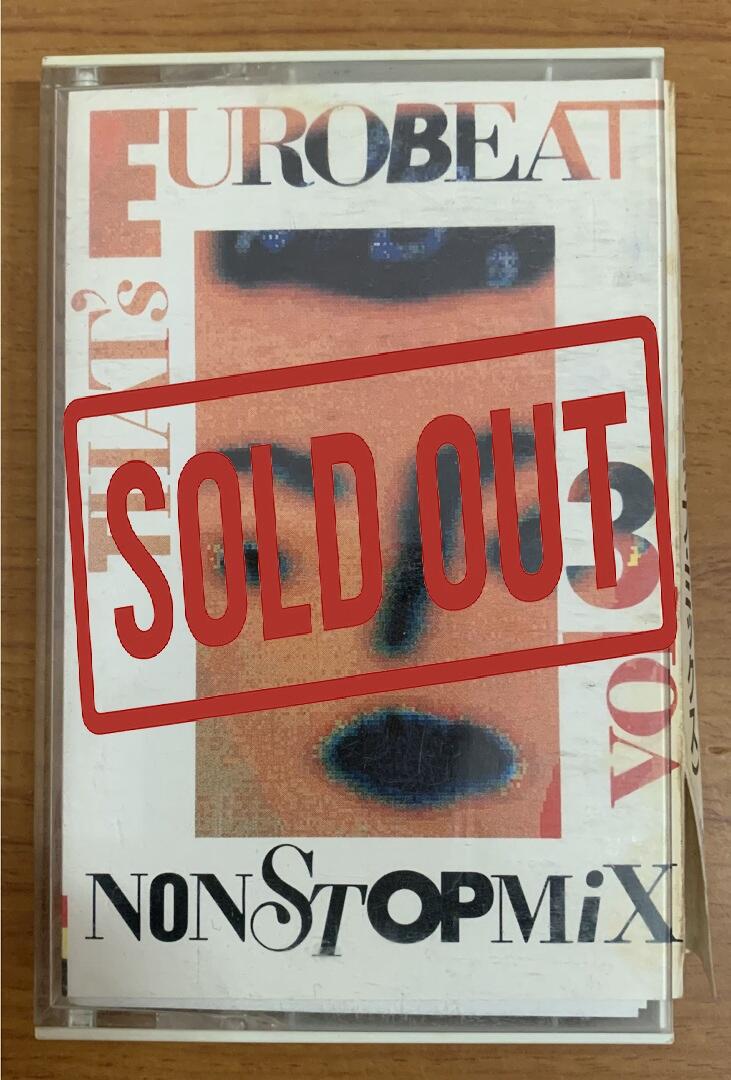 THAT's
EUROBEAT
VOL 3
SOLD OUT
NONSTOPMiX